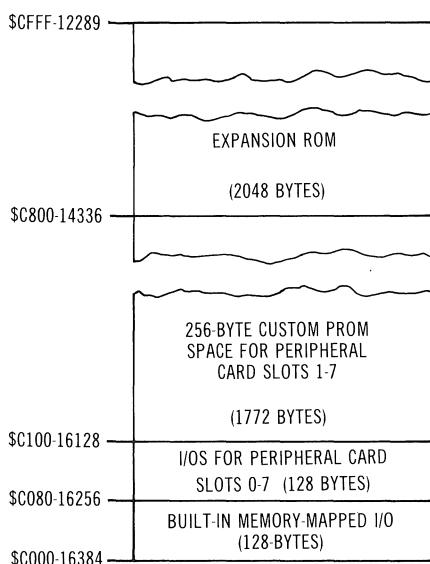 $CFFF-12289
EXPANSION ROM
(2048 BYTES)
$C800-14336
256-BYTE CUSTOM PROM
SPACE FOR PERIPHERAL
CARD SLOTS 1-7
(1772 BYTES)
$C100-16128
I/OS FOR PERIPHERAL CARD
SLOTS 0-7 (128 BYTES)
$C080-16256
BUILT-IN MEMORY-MAPPED I/O
(128-BYTES)
$C000-16384